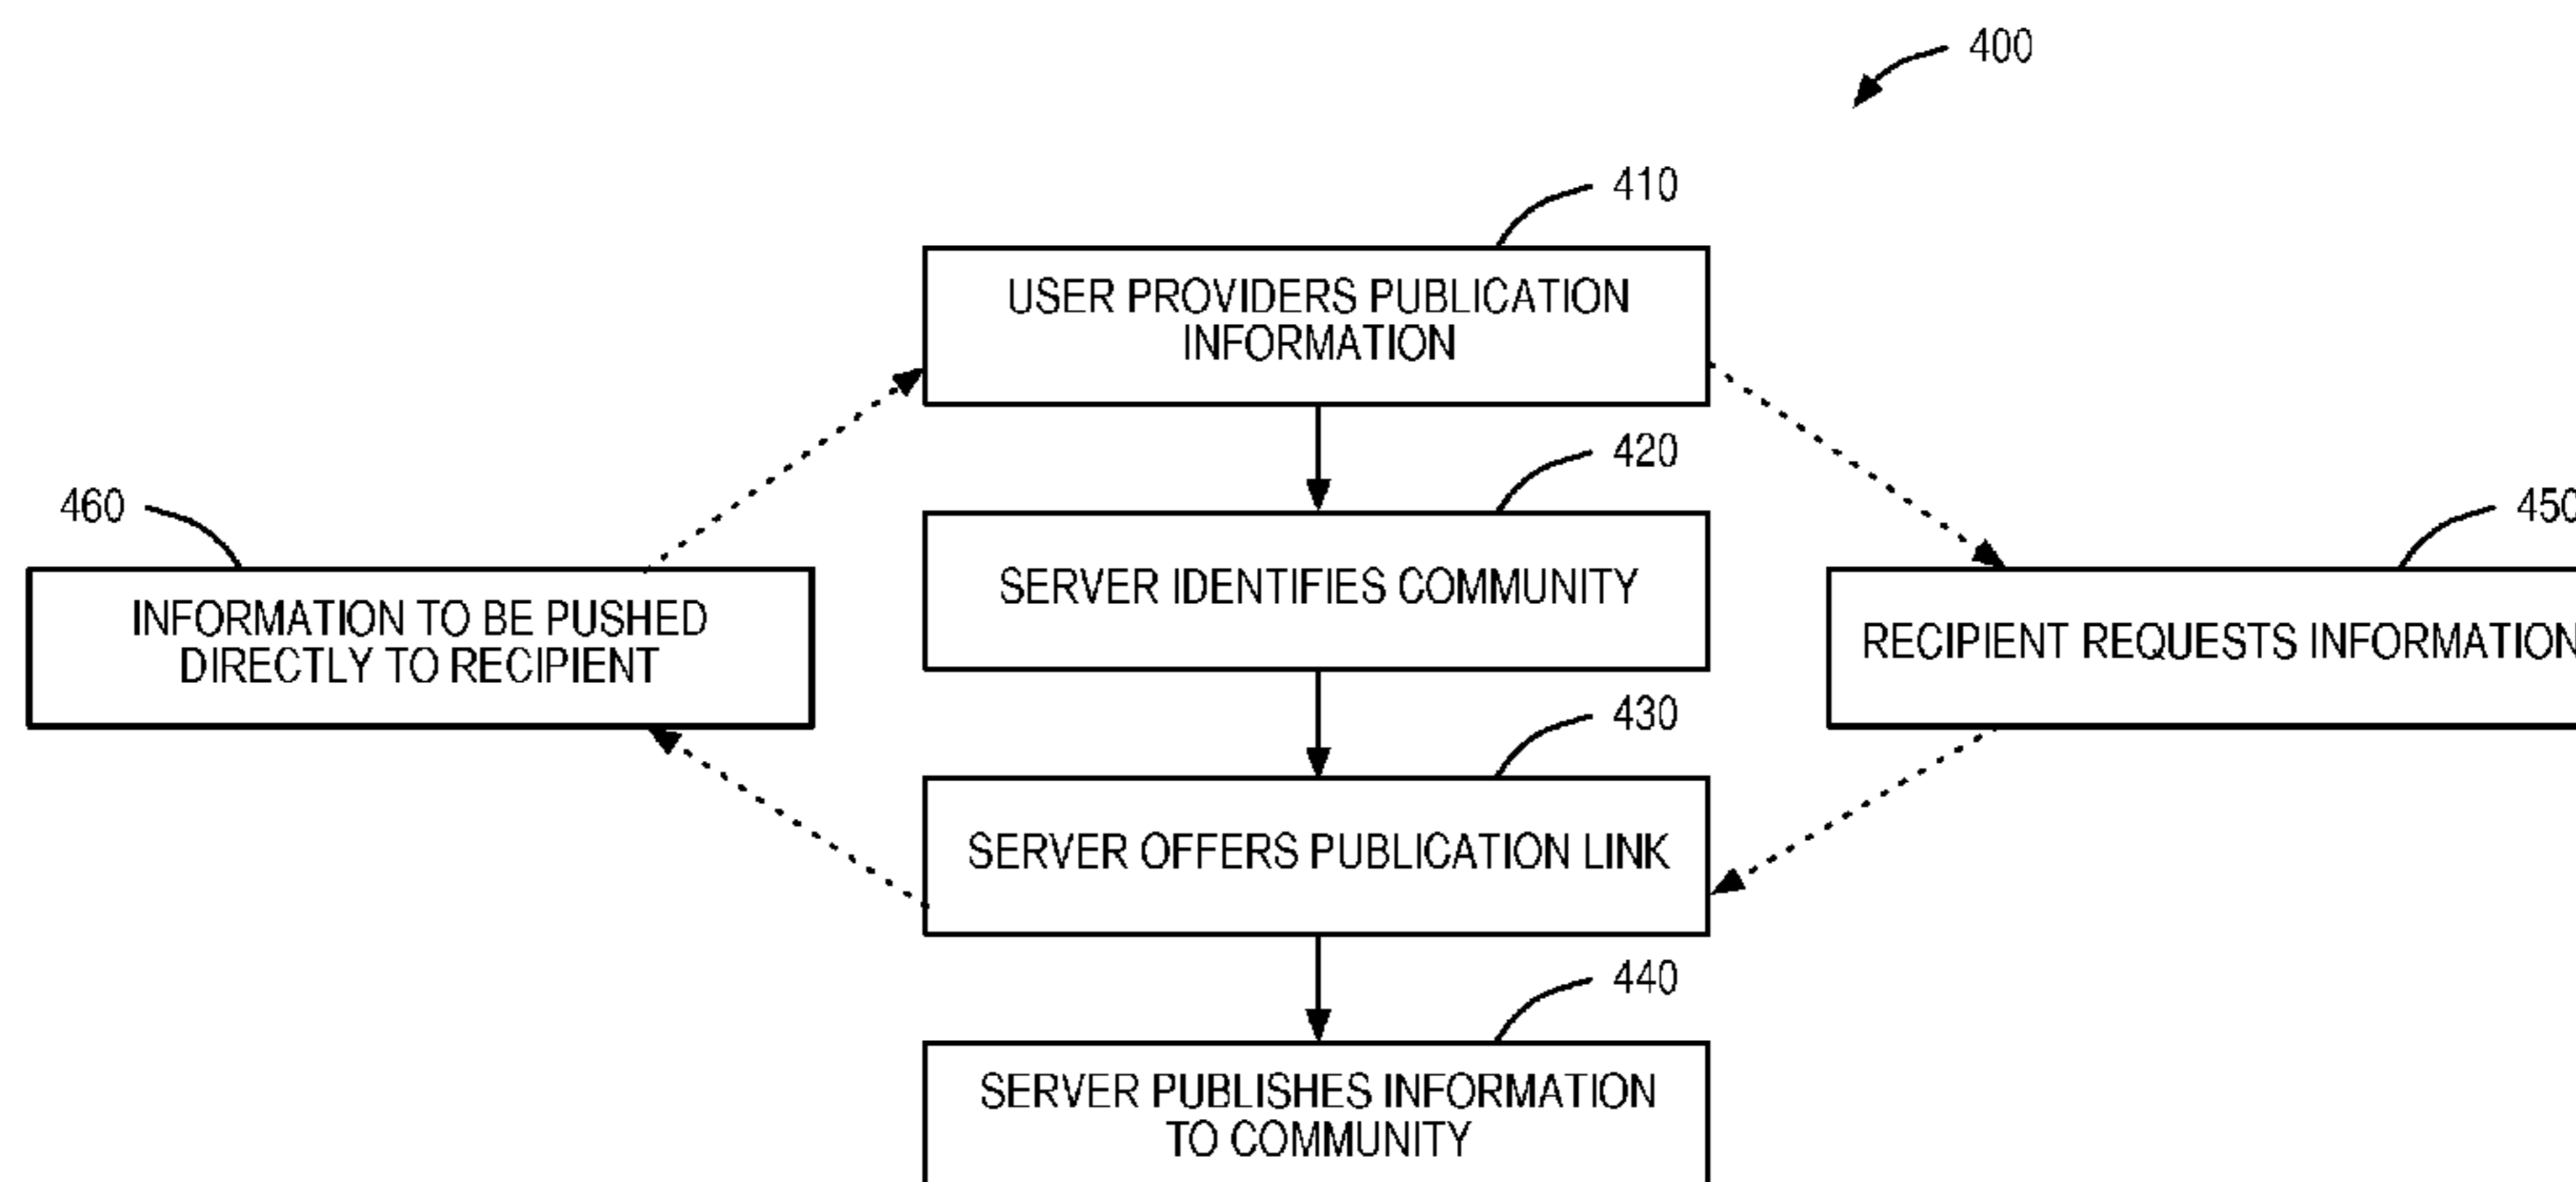 400
410
USER PROVIDERS PUBLICATION
INFORMATION
420
SERVER IDENTIFIES COMMUNITY
460
INFORMATION TO BE PUSHED
DIRECTLY TO RECIPIENT
450
RECIPIENT REQUESTS INFORMATION
430
SERVER OFFERS PUBLICATION LINK
440
SERVER PUBLISHES INFORMATION
TO COMMUNITY